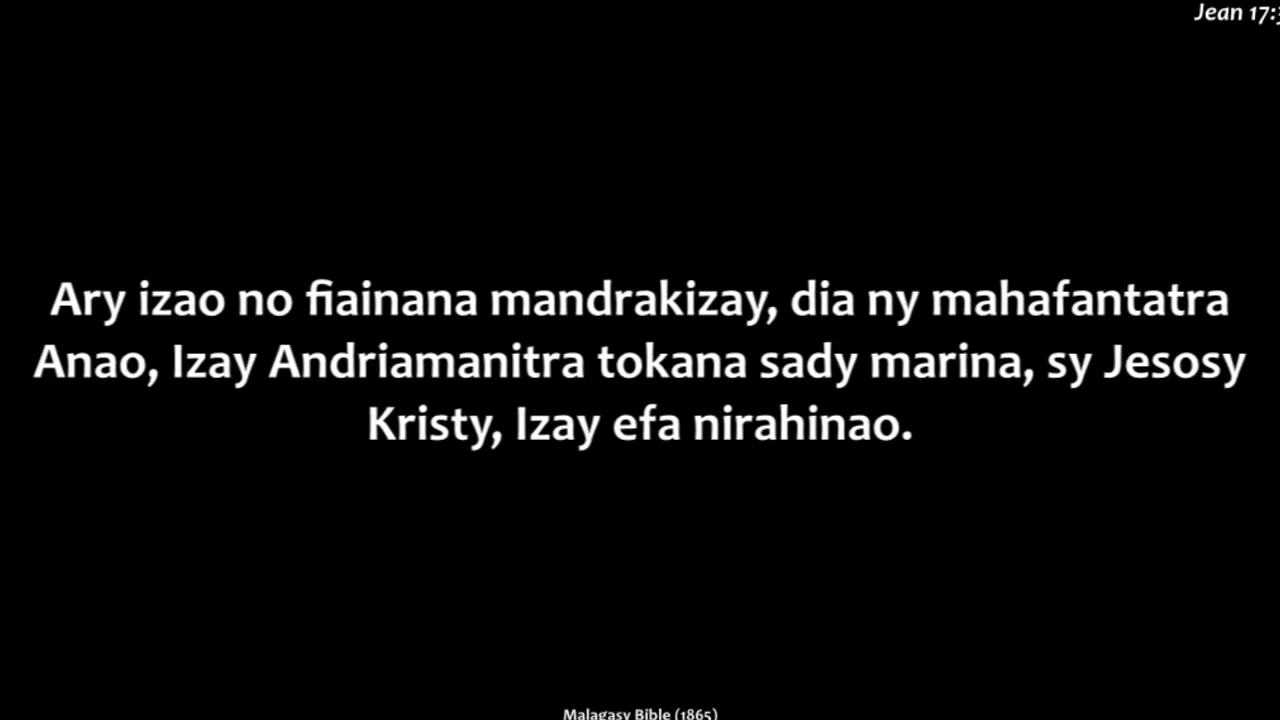 Jean 17:3
Ary izao no fiainana mandrakizay, dia ny mahafantatra
Anao, Izay Andriamanitra tokana sady marina, sy Jesosy
Kristy, Izay efa nirahinao.
Malagasy Bible (1865)